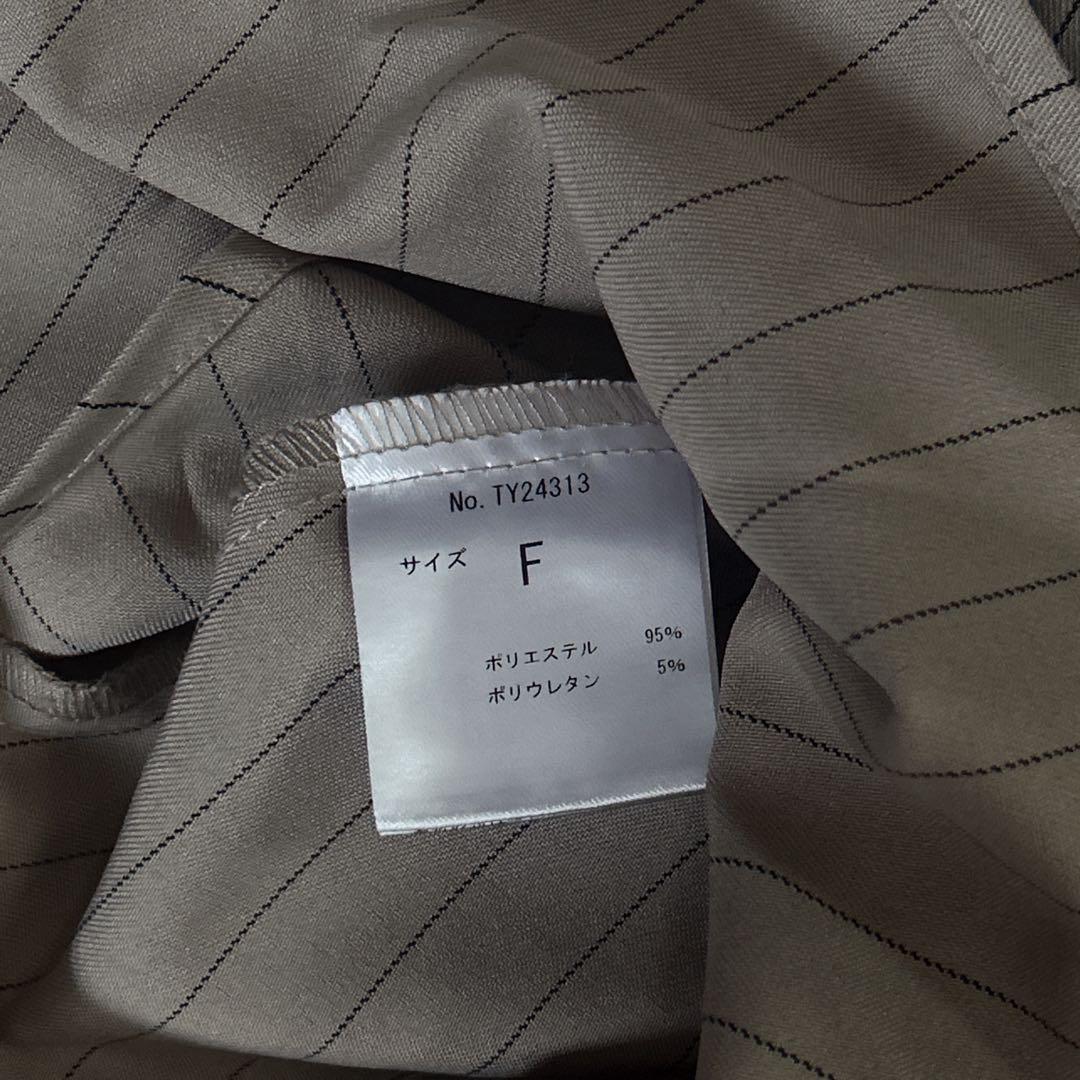 No. TY24313
サイズ F
ポリエステル 95%
ポリウレタン 5%